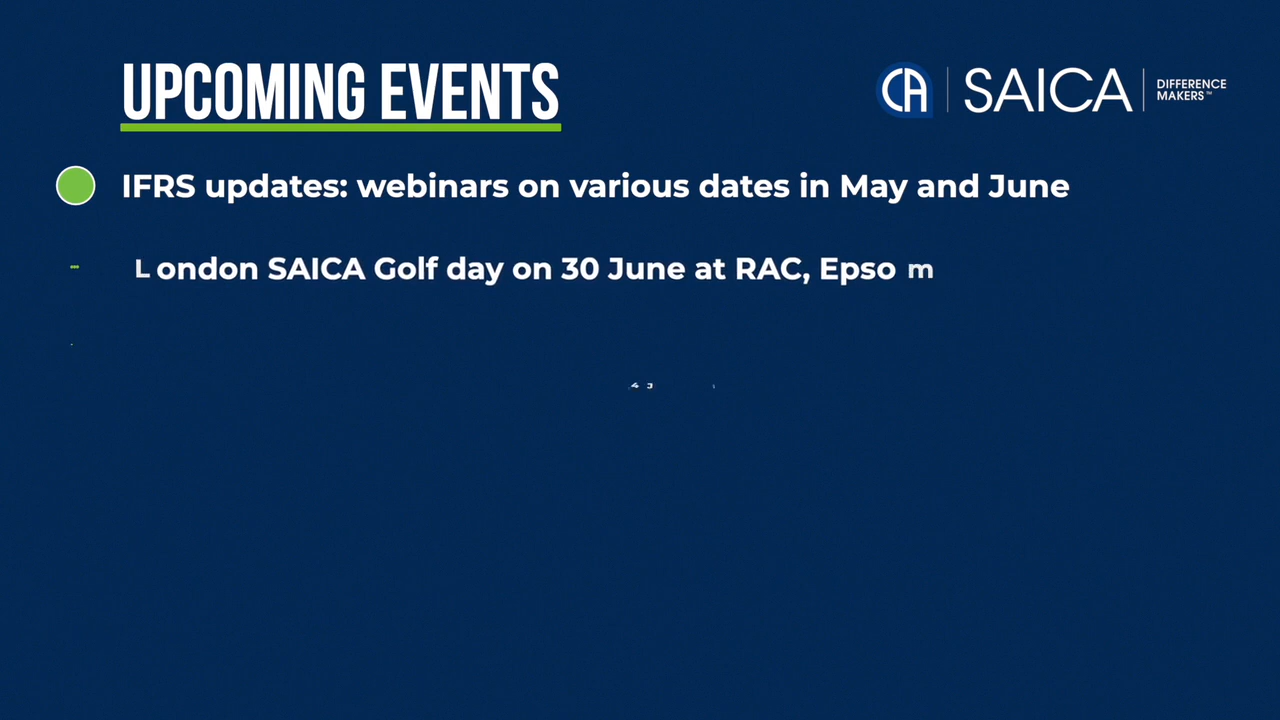 UPCOMING EVENTS
CA SAICA DIFFERENCE MAKERS™
IFRS updates: webinars on various dates in May and June
London SAICA Golf day on 30 June at RAC, Epsom